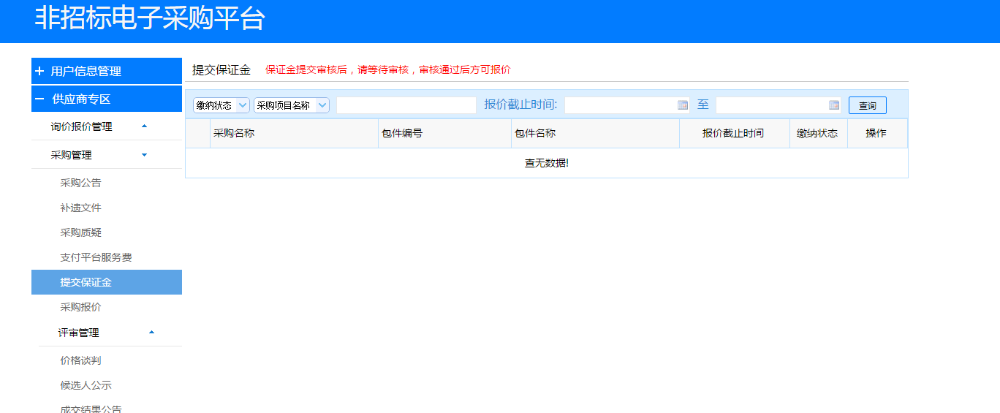 非招标电子采购平台
用户信息管理
供应商专区
询价报价管理
采购管理
采购公告
补遗文件
采购质疑
支付平台服务费
提交保证金
采购报价
评审管理
价格谈判
候选人公示
成交结果公告
提交保证金 保证金提交审核后，请等待审核，审核通过后方可报价
缴纳状态 采购项目名称 报价截止时间: 至 查询
采购名称 包件编号 包件名称 报价截止时间 缴纳状态 操作
查无数据!